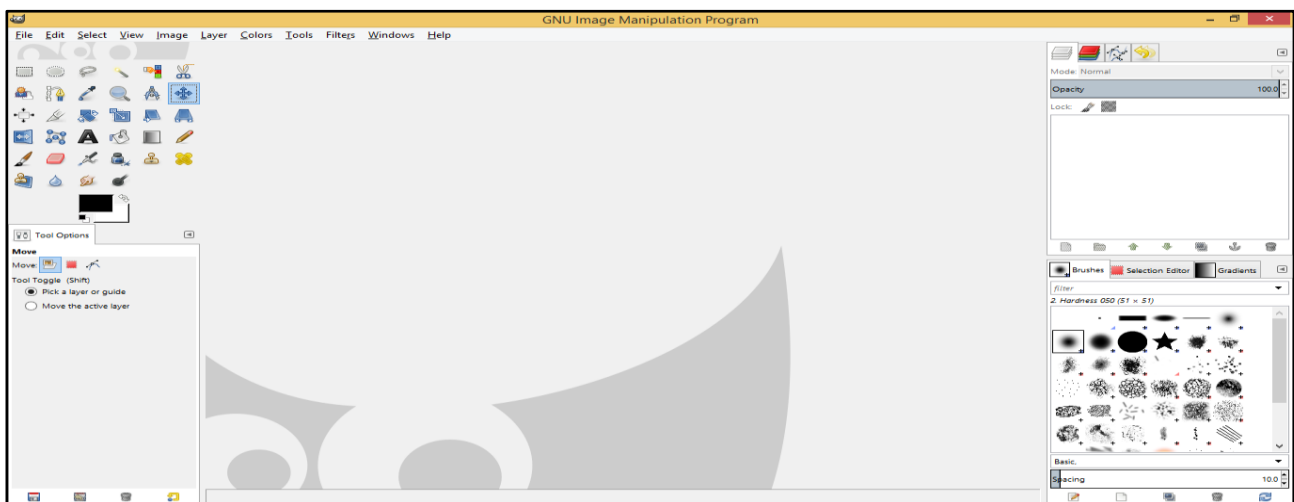 GNU Image Manipulation Program
File Edit Select View Image Layer Colors Tools Filters Windows Help
Mode: Normal
Opacity 100.0
Lock:
Tool Options
Move
Move:
Tool Toggle (Shift)
Pick a layer or guide
Move the active layer
Brushes Selection Editor Gradients
filter
2. Hardness 050 (51 × 51)
Basic,
Spacing 10.0